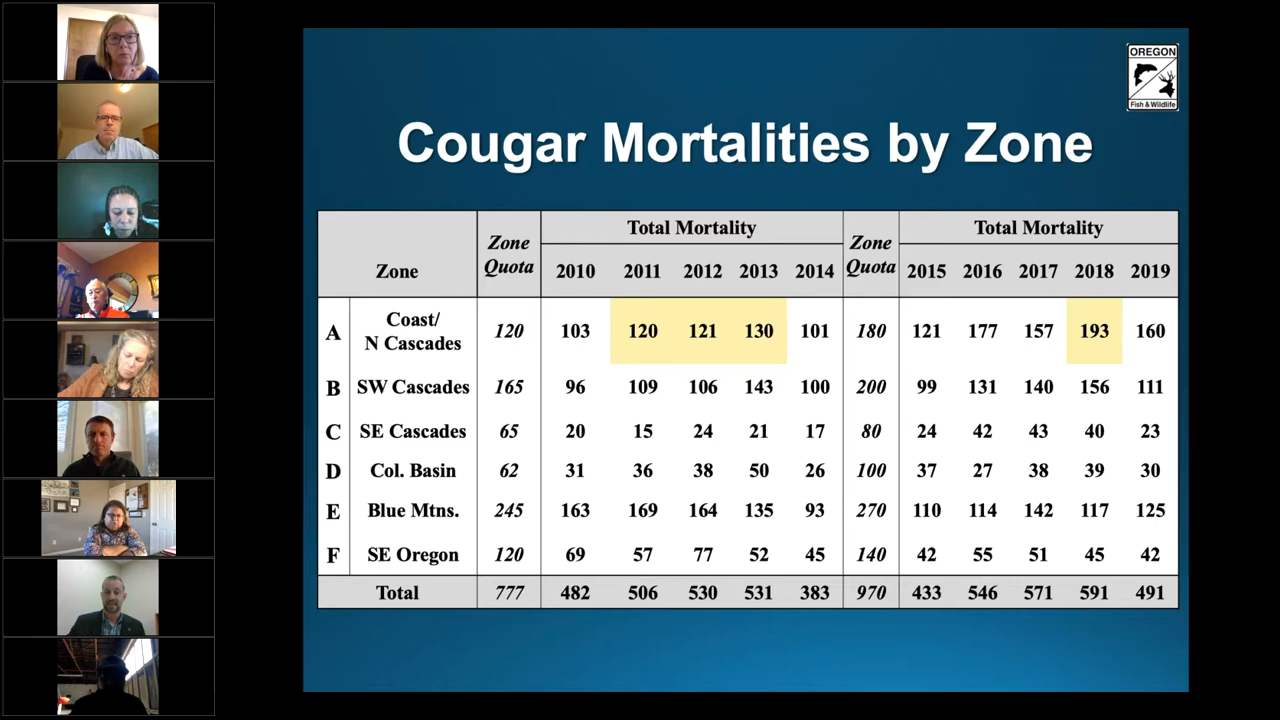 OREGON
Fish & Wildlife
Cougar Mortalities by Zone
Zone Zone Quota Total Mortality Zone Quota Total Mortality
2010 2011 2012 2013 2014 2015 2016 2017 2018 2019
A Coast/ N Cascades 120 103 120 121 130 101 180 121 177 157 193 160
B SW Cascades 165 96 109 106 143 100 200 99 131 140 156 111
C SE Cascades 65 20 15 24 21 17 80 24 42 43 40 23
D Col. Basin 62 31 36 38 50 26 100 37 27 38 39 30
E Blue Mtns. 245 163 169 164 135 93 270 110 114 142 117 125
F SE Oregon 120 69 57 77 52 45 140 42 55 51 45 42
Total 777 482 506 530 531 383 970 433 546 571 591 491